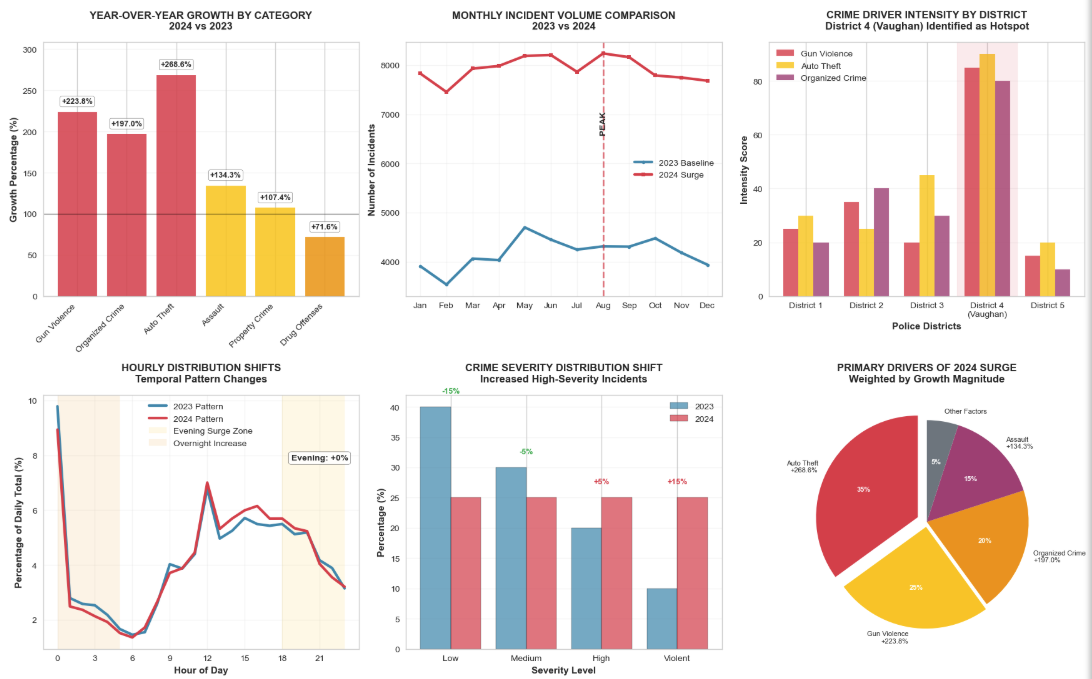 YEAR-OVER-YEAR GROWTH BY CATEGORY
2024 vs 2023
Growth Percentage (%)
300
250
200
150
100
50
0
+223.8%
+197.0%
+268.6%
+134.3%
+107.4%
+71.6%
Gun Violence
Organized Crime
Auto Theft
Assault
Property Crime
Drug Offenses
MONTHLY INCIDENT VOLUME COMPARISON
2023 vs 2024
Number of Incidents
8000
7000
6000
5000
4000
PEAK
2023 Baseline
2024 Surge
Jan Feb Mar Apr May Jun Jul Aug Sep Oct Nov Dec
CRIME DRIVER INTENSITY BY DISTRICT
District 4 (Vaughan) Identified as Hotspot
Intensity Score
80
60
40
20
0
Gun Violence
Auto Theft
Organized Crime
District 1 District 2 District 3 District 4 District 5
(Vaughan)
Police Districts
HOURLY DISTRIBUTION SHIFTS
Temporal Pattern Changes
Percentage of Daily Total (%)
10
8
6
4
2
2023 Pattern
2024 Pattern
Evening Surge Zone
Overnight Increase
Evening: +0%
0 3 6 9 12 15 18 21
Hour of Day
CRIME SEVERITY DISTRIBUTION SHIFT
Increased High-Severity Incidents
Percentage (%)
40
35
30
25
20
15
10
5
0
-15%
-5%
+5%
+15%
2023
2024
Low Medium High Violent
Severity Level
PRIMARY DRIVERS OF 2024 SURGE
Weighted by Growth Magnitude
Other Factors
5%
Assault
+134.3%
15%
Auto Theft
+268.6%
35%
20%
Organized Crime
+197.0%
25%
Gun Violence
+223.8%